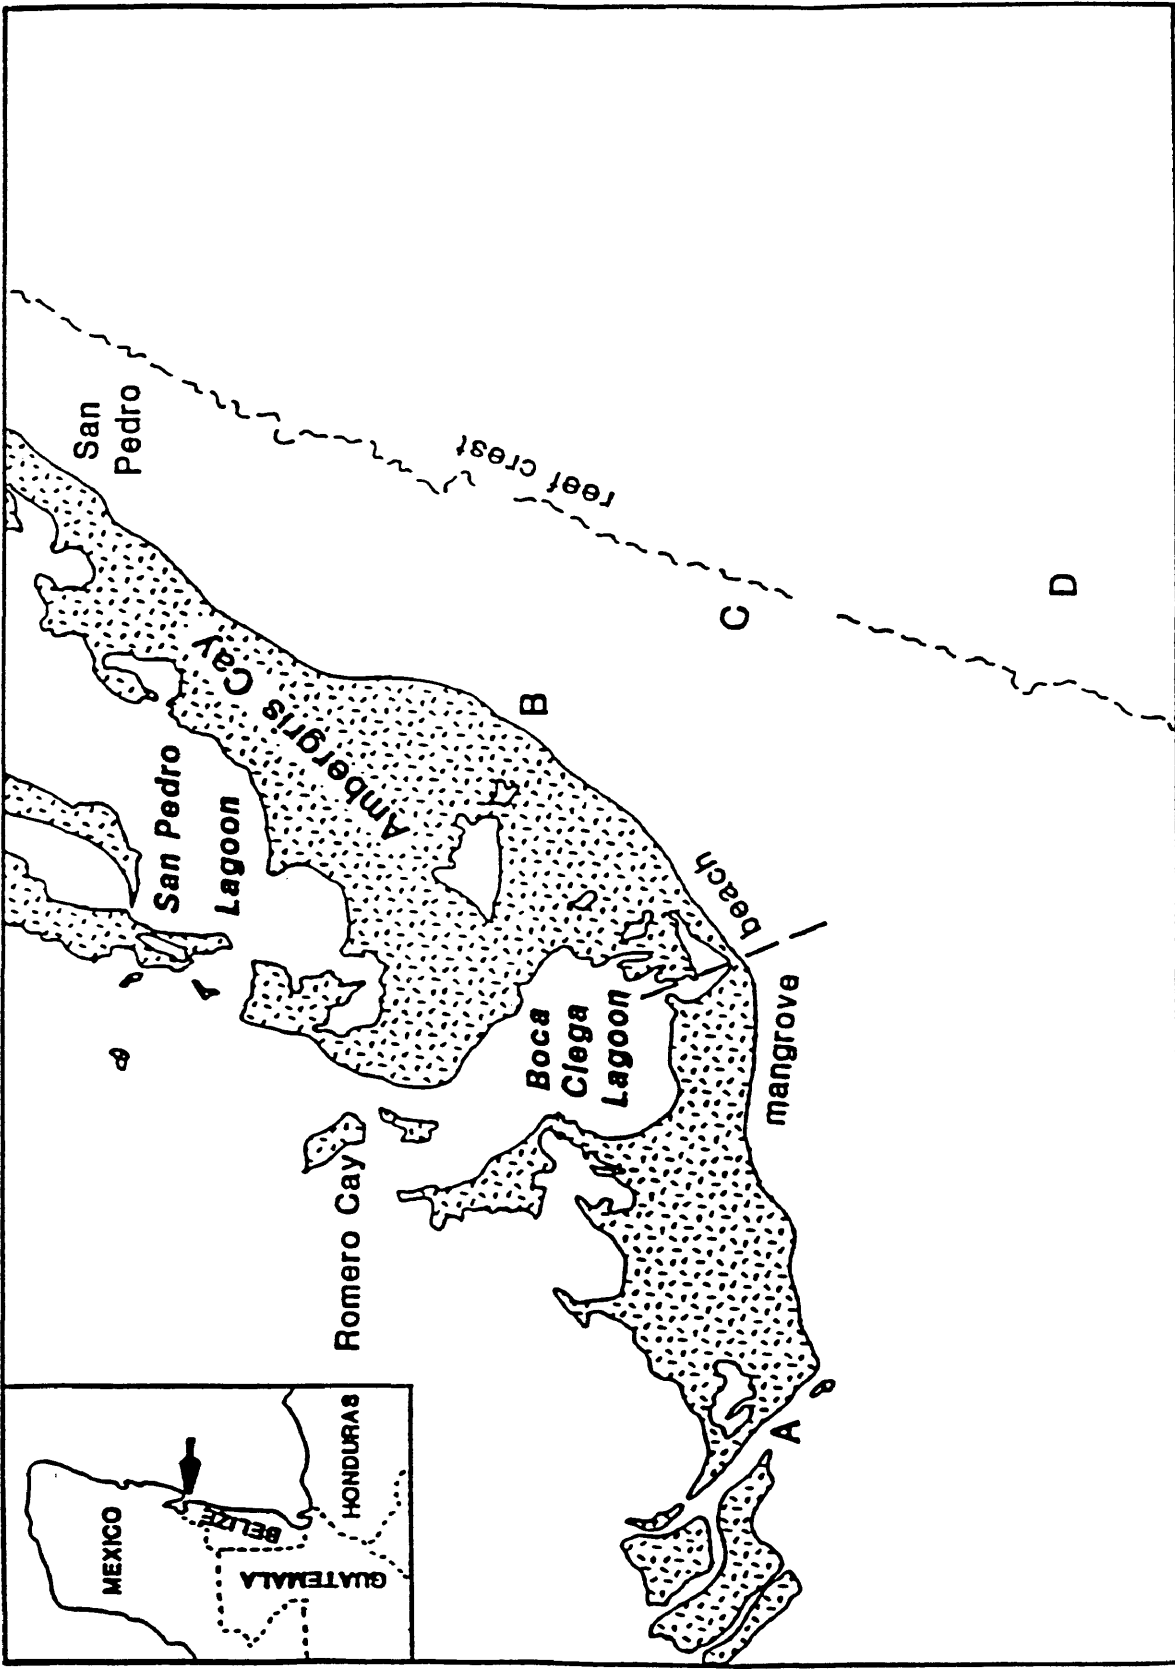 San
Pedro
reef crest
San Pedro
Lagoon
Ambergris Cay
B
C
D
beach
Boca
Ciega
Lagoon
mangrove
Romero Cay
A
MEXICO
BELIZE
GUATEMALA
HONDURAS